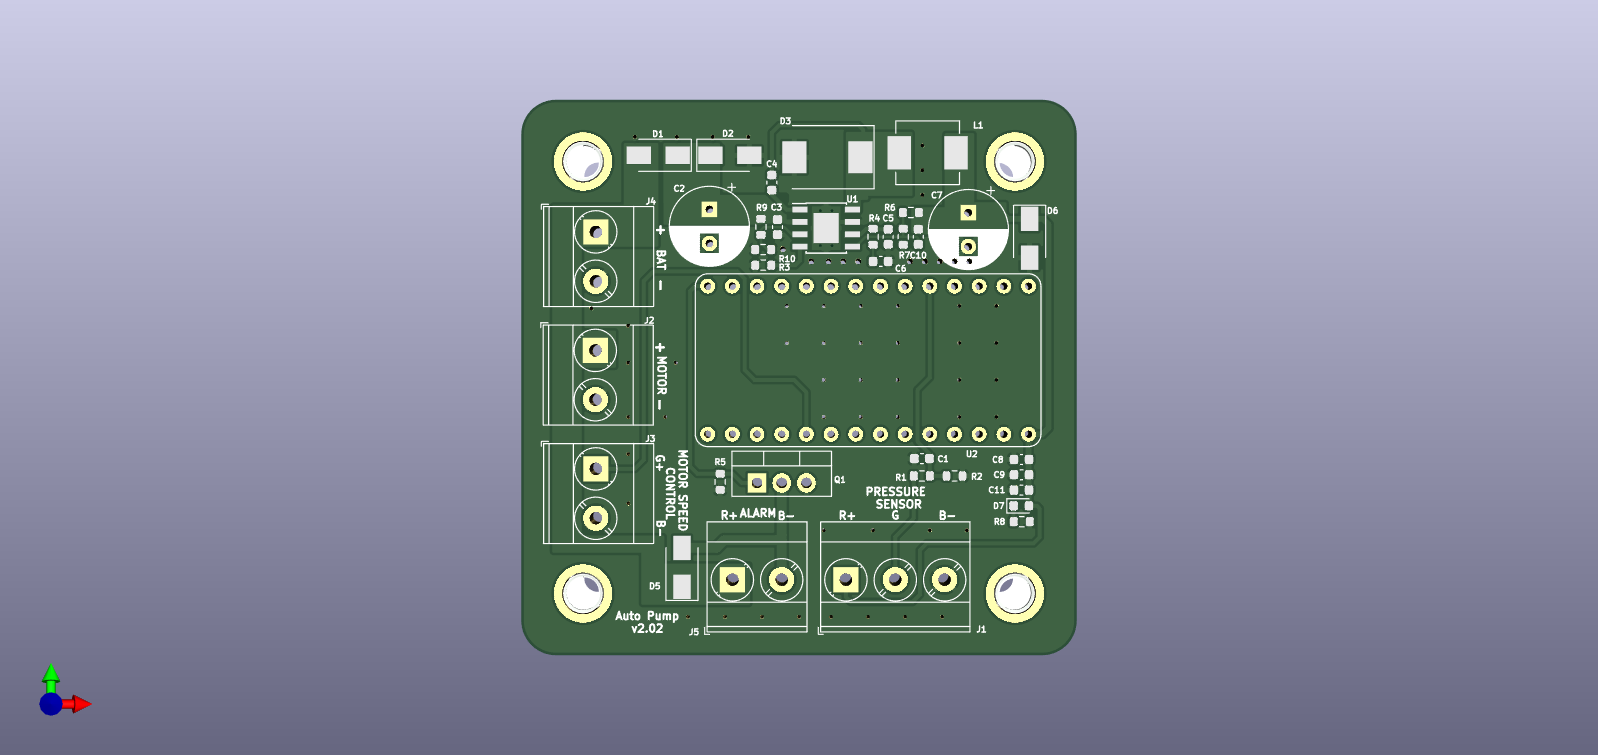 D1
D2
D3
L1
C4
C2
+
C7
+
J4
U1
R9
C3
R6
R4
C5
D6
+
BAT
-
R10
R3
R7
C10
C6
J2
+
MOTOR
-
J3
G+
B-
MOTOR SPEED
CONTROL
R5
Q1
C1
U2
R1
R2
C8
C9
C11
D7
R8
PRESSURE
SENSOR
R+
ALARM
B-
R+
G
B-
D5
Auto Pump
v2.02
J5
J1